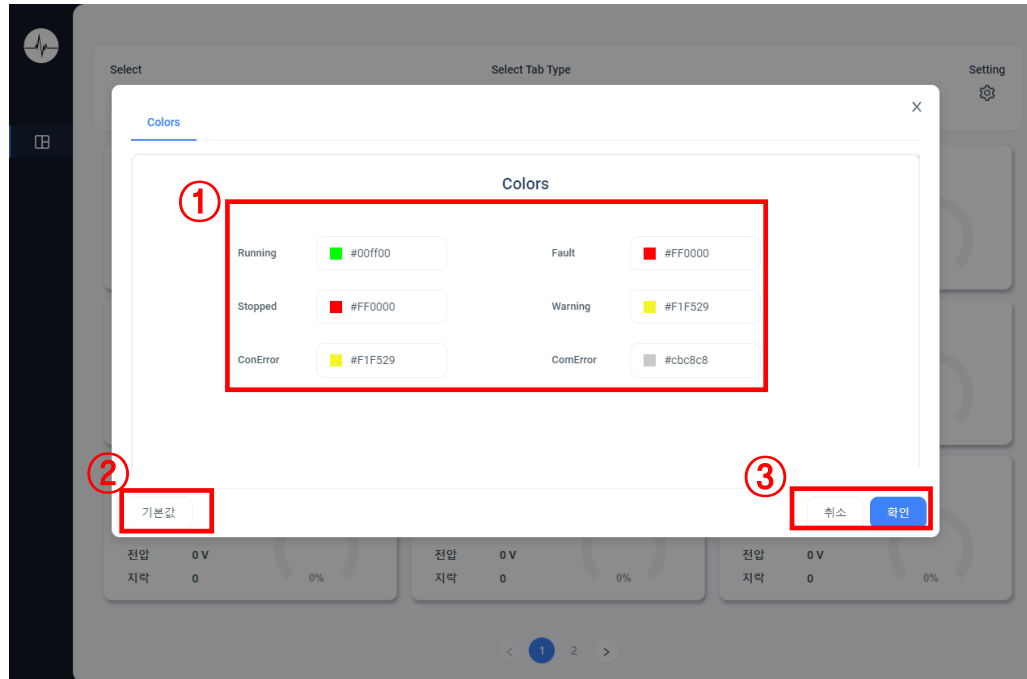 Select Select Tab Type Setting
X
Colors
Colors
①
Running #00ff00 Fault #FF0000
Stopped #FF0000 Warning #F1F529
ConError #F1F529 ComError #cbc8c8
② ③
기본값 취소 확인
전압 0 V 전압 0 V 전압 0 V
지락 0 0% 지락 0 0% 지락 0 0%
< 1 2 >